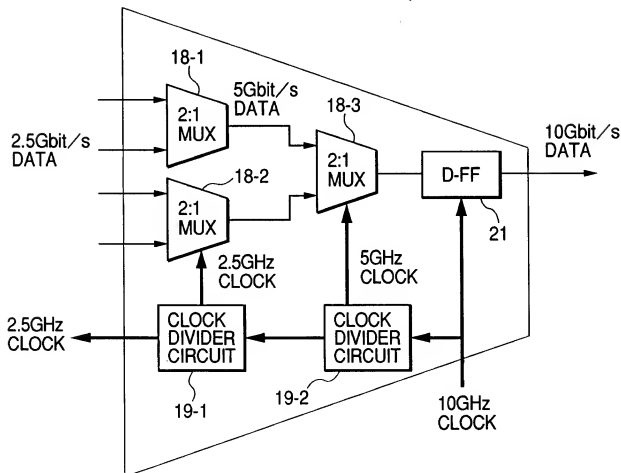 18-1
5Gbit/s
DATA
18-3
2:1
MUX
2.5Gbit/s
DATA
2:1
MUX
10Gbit/s
DATA
D-FF
18-2
2:1
MUX
21
2.5GHz
CLOCK
5GHz
CLOCK
2.5GHz
CLOCK
CLOCK
DIVIDER
CIRCUIT
CLOCK
DIVIDER
CIRCUIT
19-1
19-2
10GHz
CLOCK